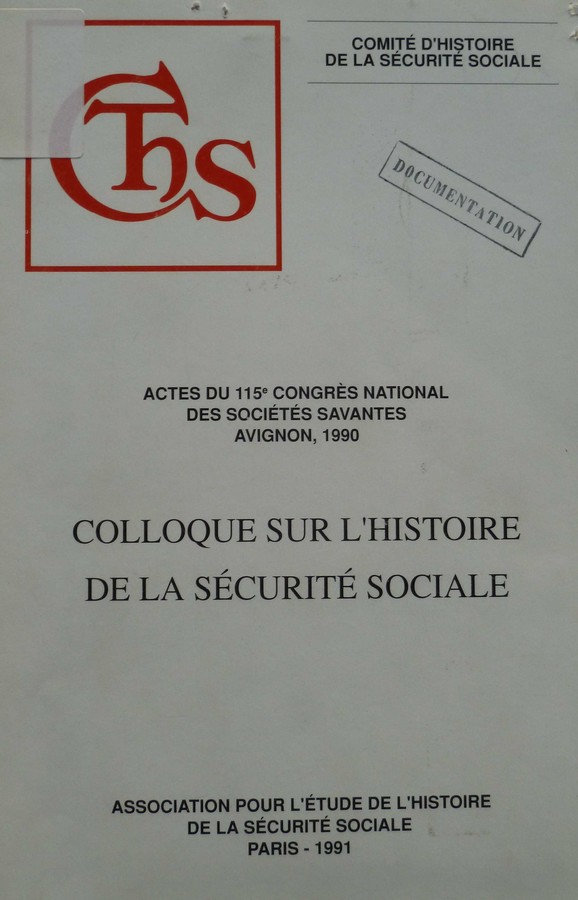 CThs
COMITÉ D'HISTOIRE
DE LA SÉCURITÉ SOCIALE
DOCUMENTATION
ACTES DU 115e CONGRÈS NATIONAL
DES SOCIÉTÉS SAVANTES
AVIGNON, 1990
COLLOQUE SUR L'HISTOIRE
DE LA SÉCURITÉ SOCIALE
ASSOCIATION POUR L'ÉTUDE DE L'HISTOIRE
DE LA SÉCURITÉ SOCIALE
PARIS - 1991